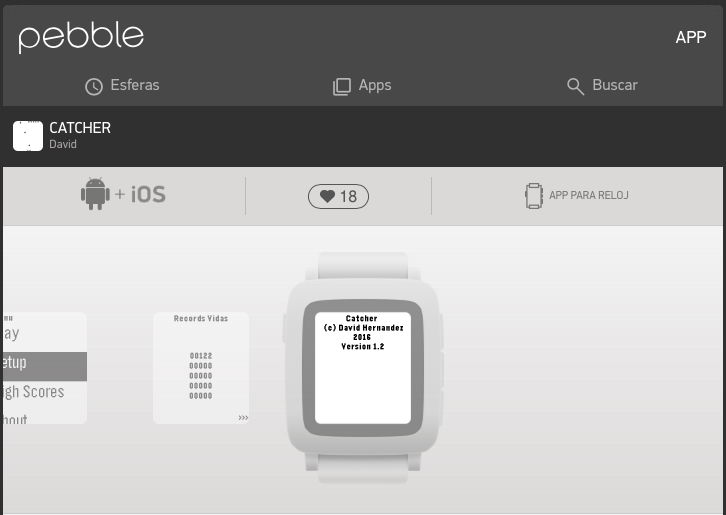 pebble
APP
Esferas
Apps
Buscar
CATCHER
David
+ iOS
18
APP PARA RELOJ
ay
etup
igh Scores
bout
Records Vidas
00122
00000
00000
00000
00000
>>>
Catcher
(c) David Hernandez
2016
Version 1.2